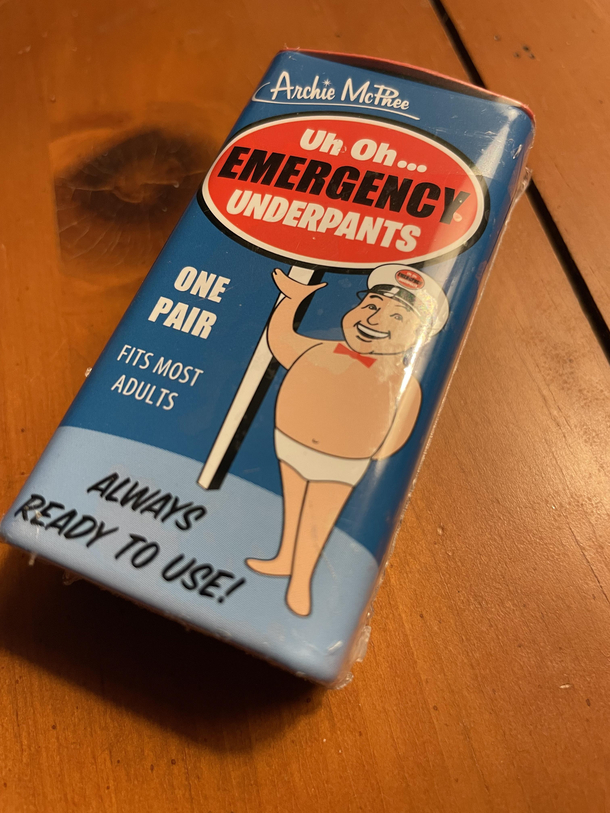 Archie McPhee
Uh Oh...
EMERGENCY
UNDERPANTS
ONE
PAIR
FITS MOST
ADULTS
ALWAYS
READY TO USE!